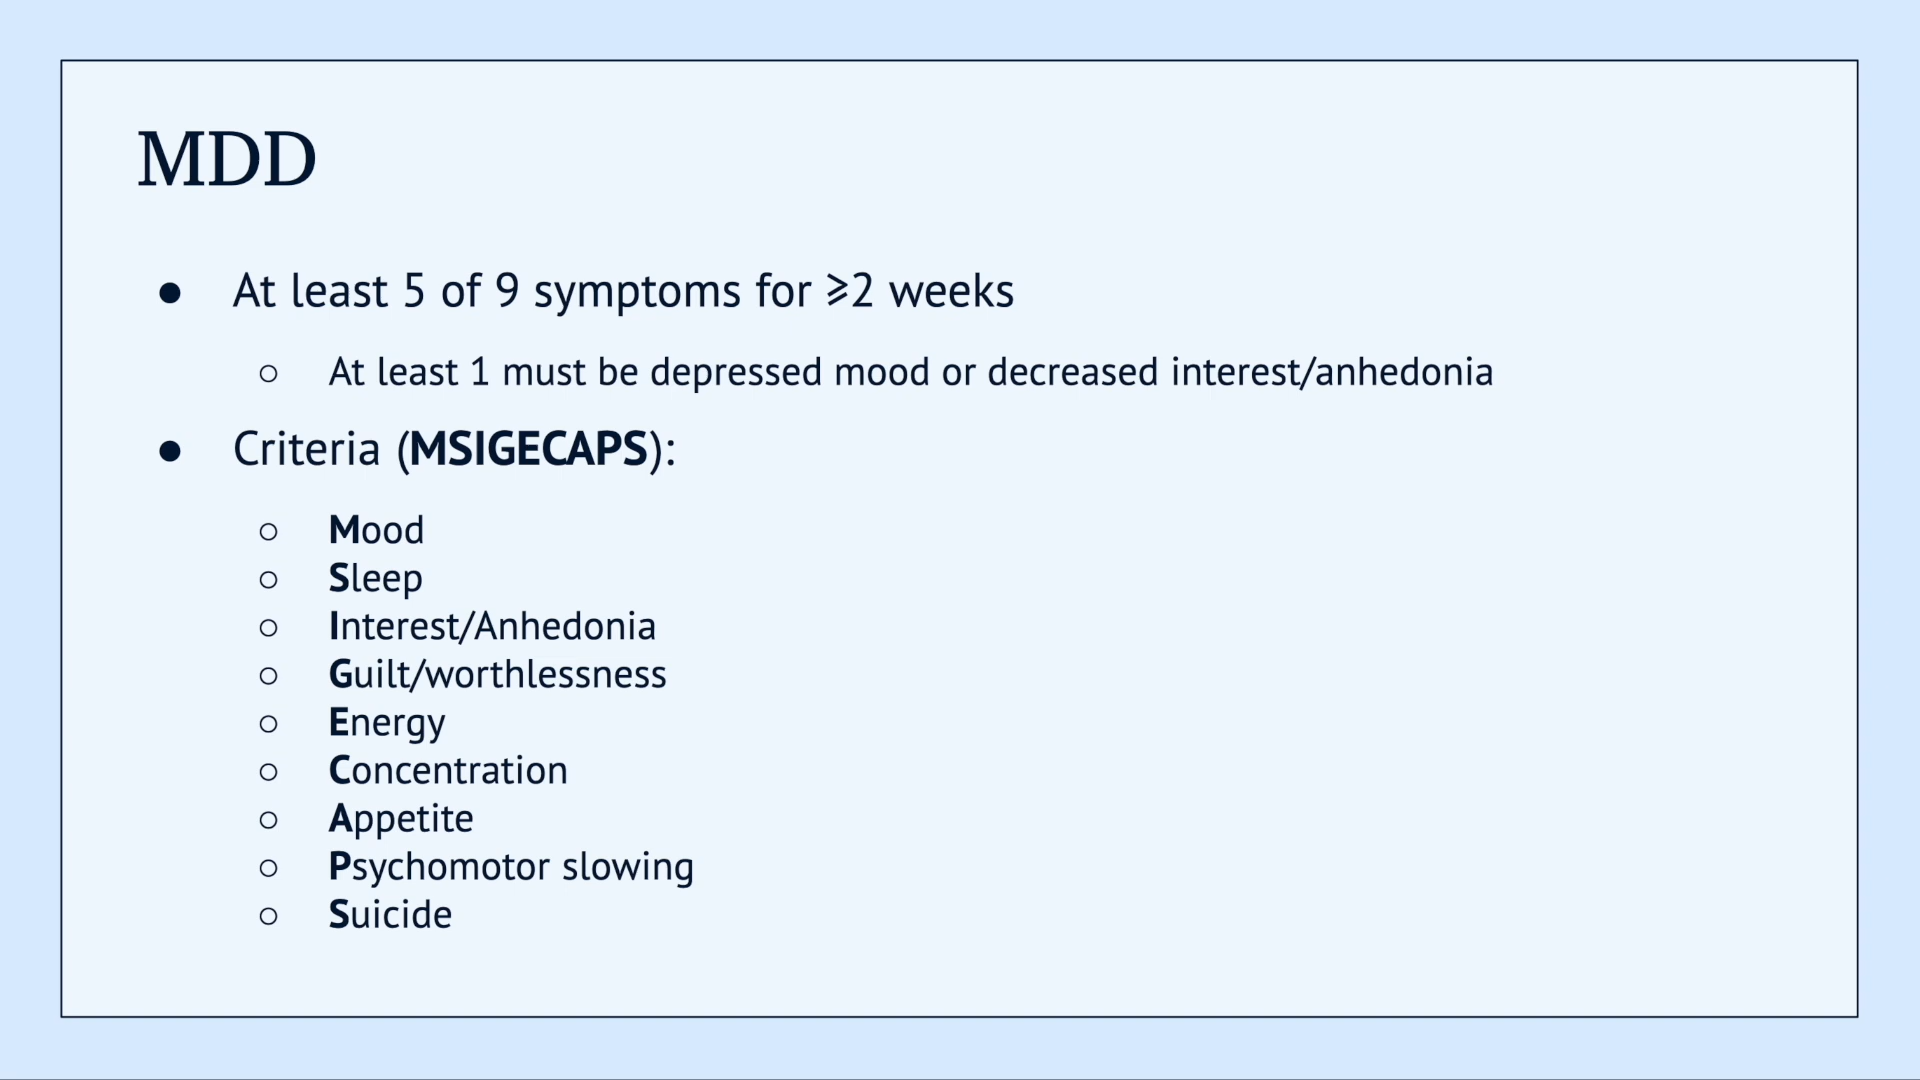 MDD
● At least 5 of 9 symptoms for ⩾2 weeks
○ At least 1 must be depressed mood or decreased interest/anhedonia
● Criteria (MSIGECAPS):
○ Mood
○ Sleep
○ Interest/Anhedonia
○ Guilt/worthlessness
○ Energy
○ Concentration
○ Appetite
○ Psychomotor slowing
○ Suicide